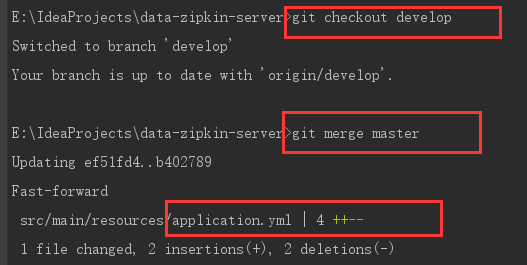 E:\IdeaProjects\data-zipkin-server>git checkout develop
Switched to branch 'develop'
Your branch is up to date with 'origin/develop'.
E:\IdeaProjects\data-zipkin-server>git merge master
Updating ef51fd4..b402789
Fast-forward
src/main/resources/application.yml | 4 ++--
1 file changed, 2 insertions(+), 2 deletions(-)